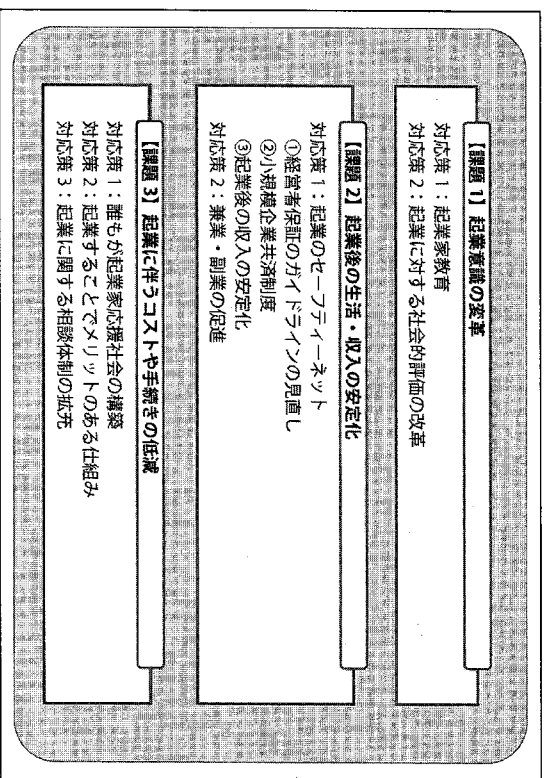 【課題 1】 起業意識の変革
対応策 1：起業家教育
対応策 2：起業に対する社会的評価の改革
【課題 2】 起業後の生活・収入の安定化
対応策 1：起業のセーフティーネット
①経営者保証のガイドラインの見直し
②小規模企業共済制度
③起業後の収入の安定化
対応策 2：兼業・副業の促進
【課題 3】 起業に伴うコストや手続きの低減
対応策 1：誰もが起業家応援社会の構築
対応策 2：起業することでメリットのある仕組み
対応策 3：起業に関する相談体制の拡充